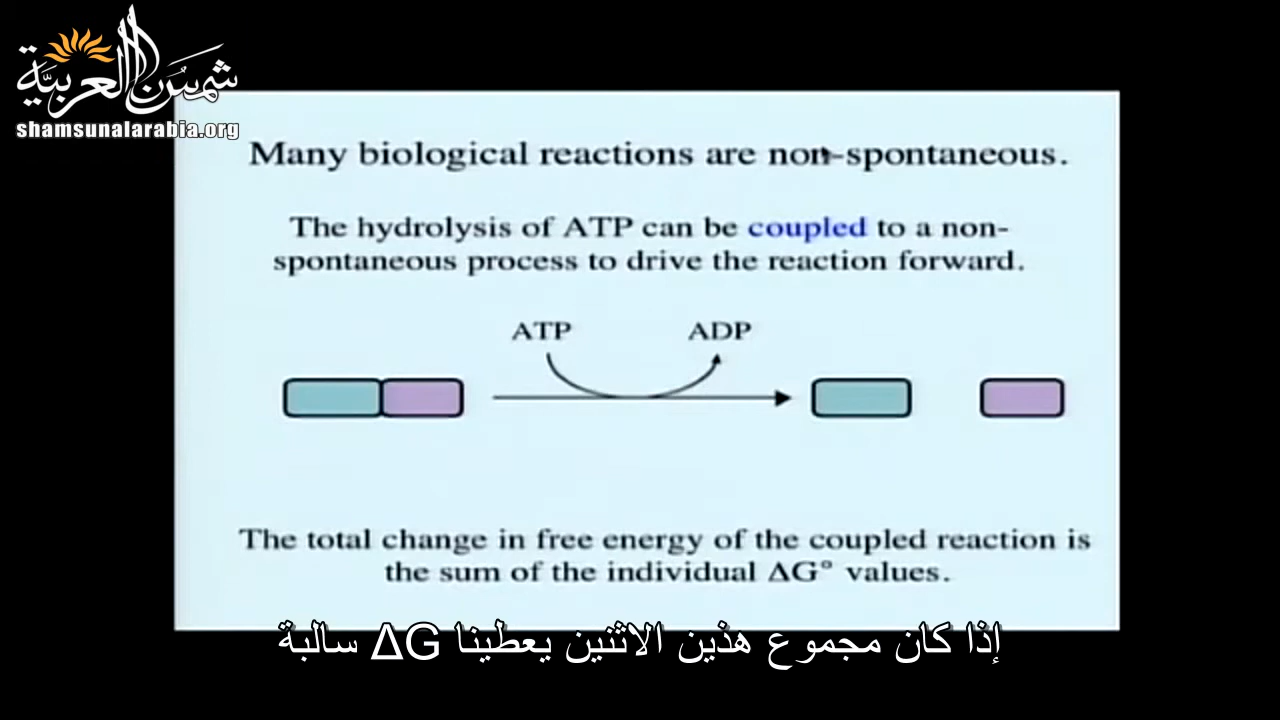 شمس العربية
shamsunalarabia.org
Many biological reactions are non-spontaneous.
The hydrolysis of ATP can be coupled to a non-
spontaneous process to drive the reaction forward.
ATP ADP
The total change in free energy of the coupled reaction is
the sum of the individual ΔG° values.
إذا كان مجموع هذين الاثنين يعطينا ΔG سالبة